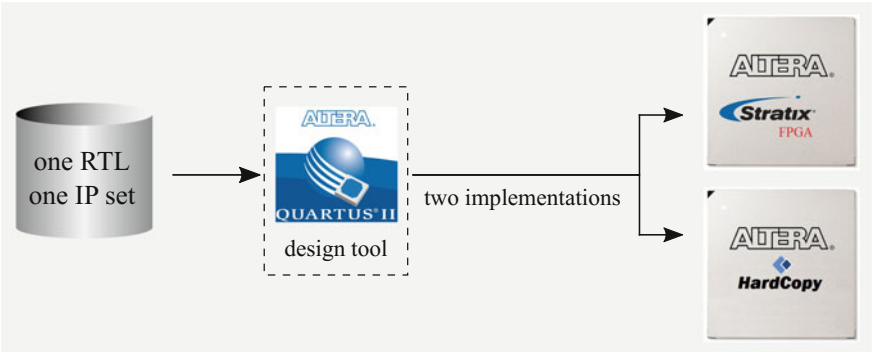 one RTL
one IP set
ALTERA.
QUARTUS® II
design tool
two implementations
ALTERA®
Stratix®
FPGA
ALTERA®
HardCopy